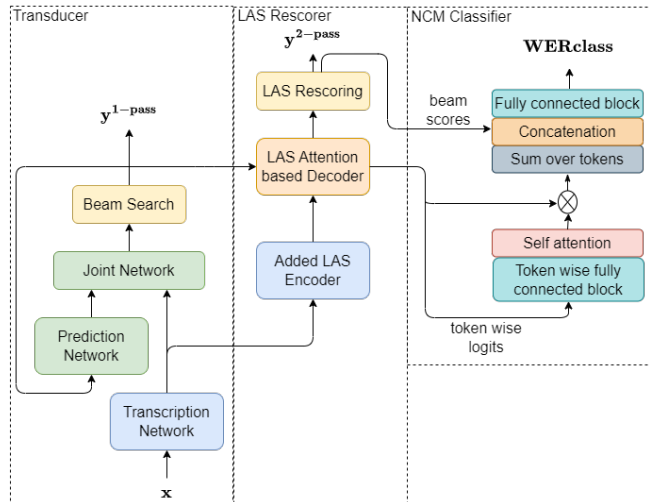 Transducer
y^{1-pass}
Beam Search
Joint Network
Prediction
Network
Transcription
Network
x
LAS Rescorer
y^{2-pass}
LAS Rescoring
LAS Attention
based Decoder
Added LAS
Encoder
NCM Classifier
WERclass
beam
scores
Fully connected block
Concatenation
Sum over tokens
Self attention
Token wise fully
connected block
token wise
logits